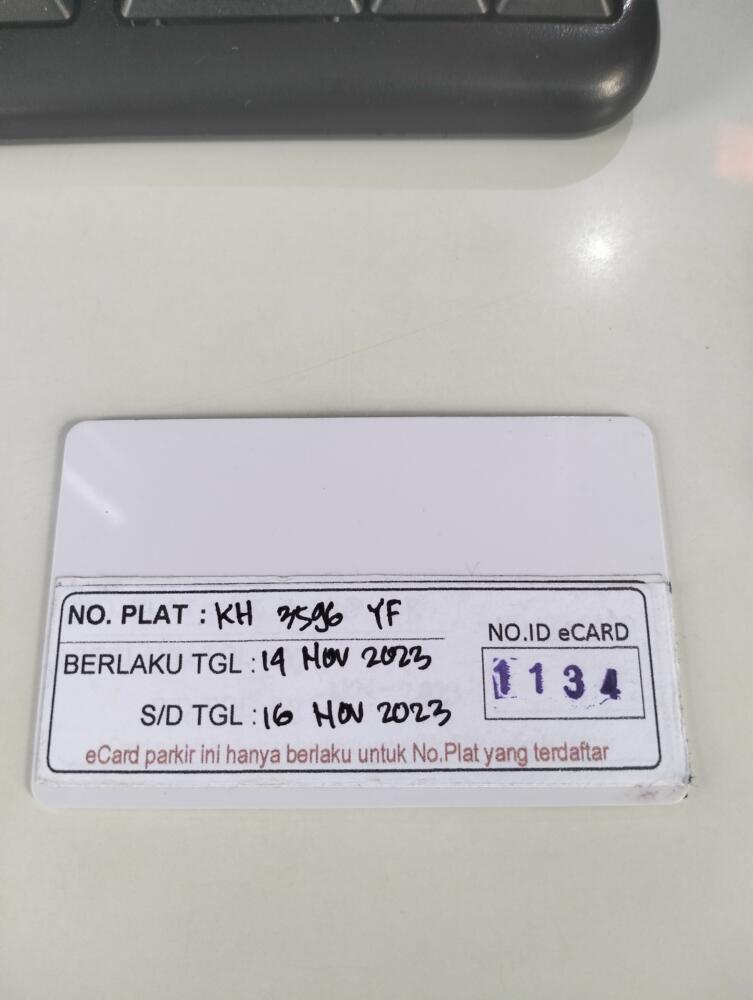 NO. PLAT : KH 3596 YF
NO.ID eCARD
BERLAKU TGL : 14 NOV 2023
1134
S/D TGL : 16 NOV 2023
eCard parkir ini hanya berlaku untuk No.Plat yang terdaftar